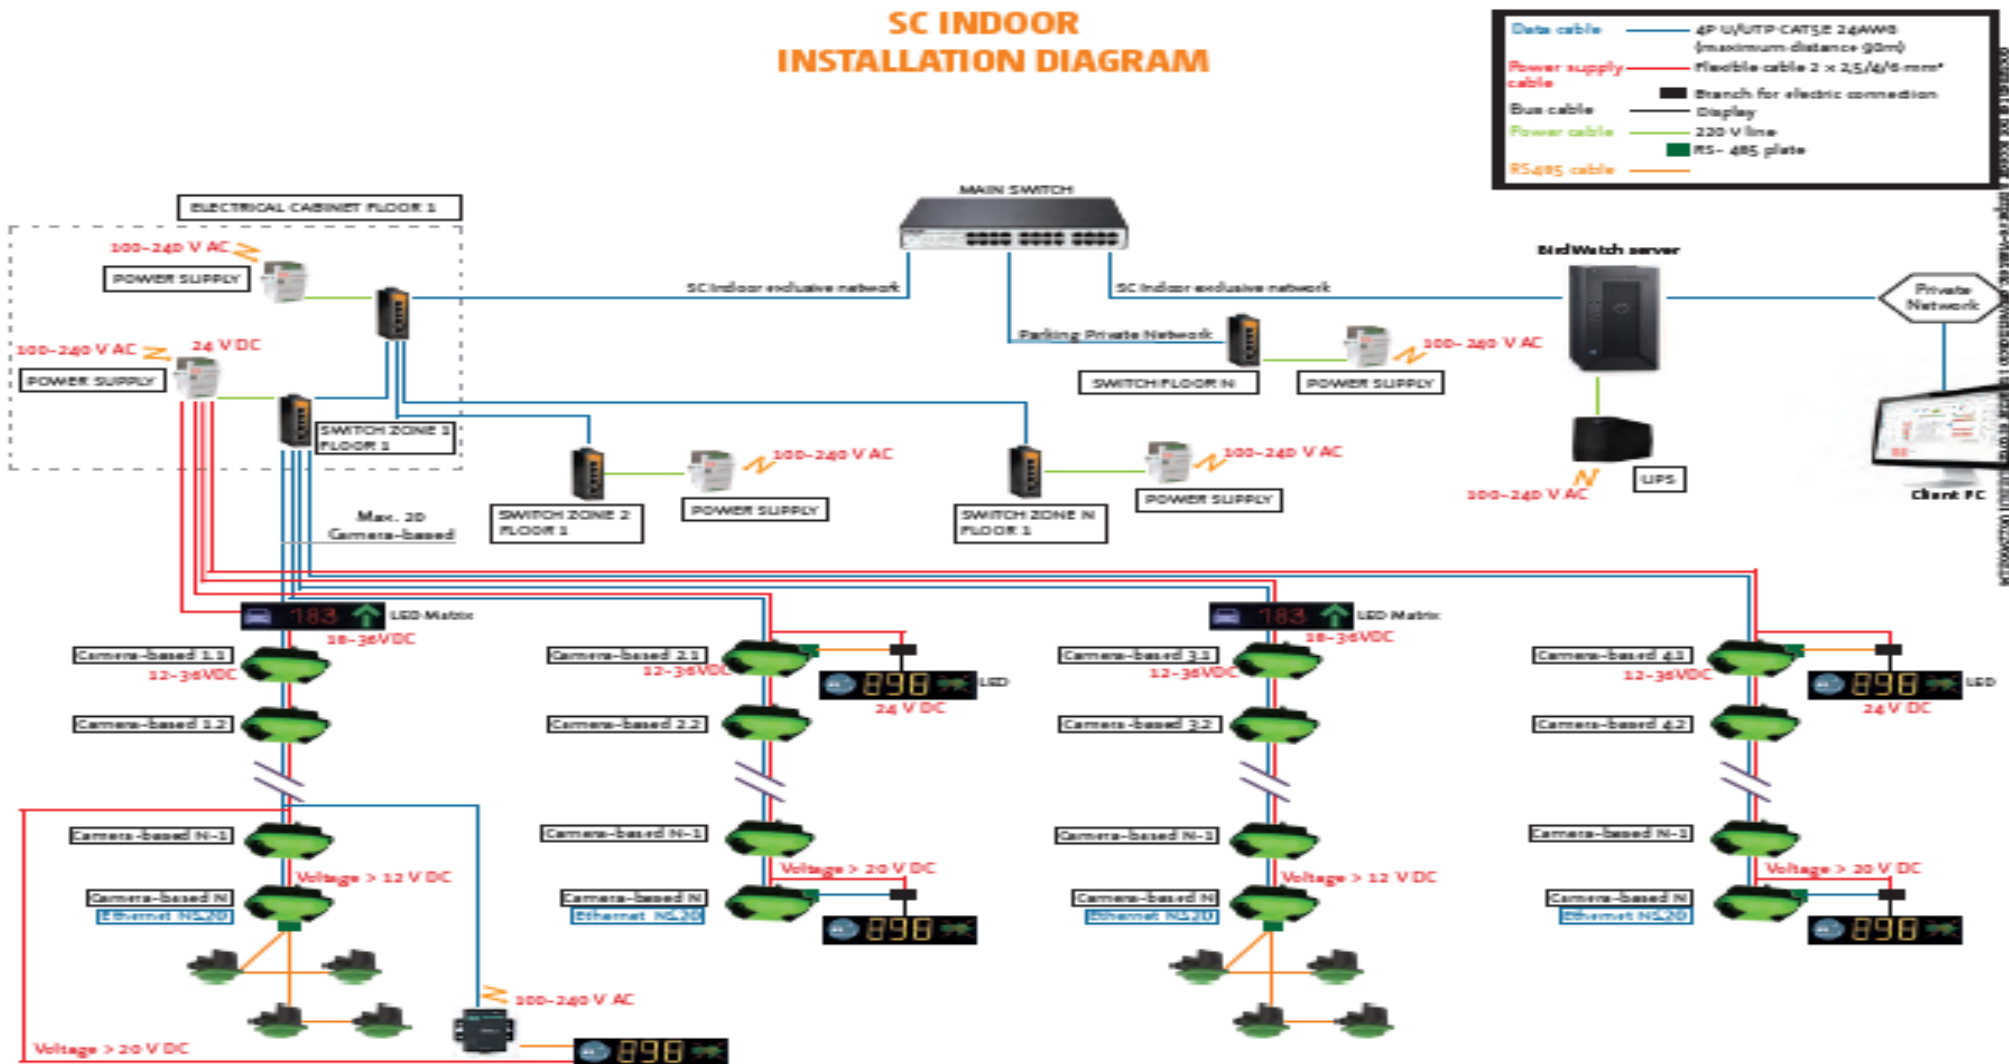 SC INDOOR
INSTALLATION DIAGRAM
Data cable
4P U/UTP CAT5E 24AWG
(maximum distance 90m)
Power supply
cable
Flexible cable 2 x 2,5/4/6 mm²
Branch for electric connection
Bus cable
Display
Power cable
220 V line
RS- 485 plate
RS485 cable
MAIN SWITCH
ELECTRICAL CABINET FLOOR 1
100-240 V AC
POWER SUPPLY
SC Indoor exclusive network
SC Indoor exclusive network
BirdWatch server
Private
Network
Parking Private Network
100-240 V AC
24 V DC
POWER SUPPLY
SWITCH FLOOR N
POWER SUPPLY
100-240 V AC
SWITCH ZONE 1
FLOOR 1
100-240 V AC
POWER SUPPLY
SWITCH ZONE 2
FLOOR 1
100-240 V AC
POWER SUPPLY
SWITCH ZONE N
FLOOR 1
100-240 V AC
UPS
Client PC
Max. 20
Camera-based
183
LED Matrix
18-36VDC
183
LED Matrix
18-36VDC
Camera-based 1.1
12-36VDC
Camera-based 2.1
12-36VDC
898
LED
24 V DC
Camera-based 3.1
12-36VDC
Camera-based 4.1
12-36VDC
898
LED
24 V DC
Camera-based 1.2
Camera-based 2.2
Camera-based 3.2
Camera-based 4.2
Camera-based N-1
Camera-based N-1
Camera-based N-1
Camera-based N-1
Voltage > 12 V DC
Voltage > 20 V DC
Voltage > 12 V DC
Voltage > 20 V DC
Camera-based N
Ethernet N≤20
Camera-based N
Ethernet N≤20
898
Camera-based N
Ethernet N≤20
Camera-based N
Ethernet N≤20
898
100-240 V AC
Voltage > 20 V DC
898